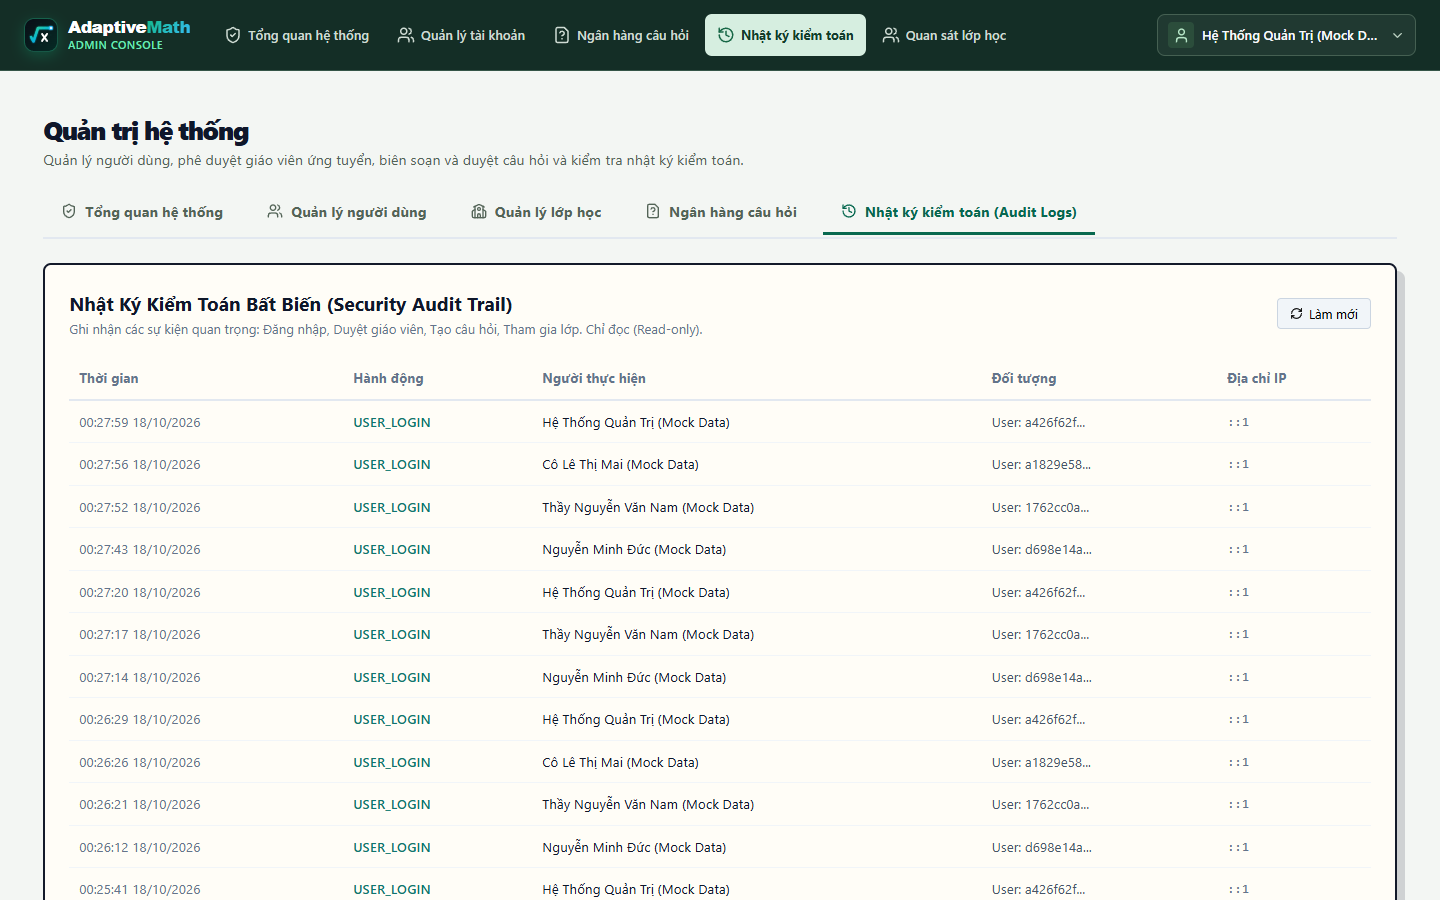 AdaptiveMath
ADMIN CONSOLE
Tổng quan hệ thống
Quản lý tài khoản
Ngân hàng câu hỏi
Nhật ký kiểm toán
Quan sát lớp học
Hệ Thống Quản Trị (Mock D...
Quản trị hệ thống
Quản lý người dùng, phê duyệt giáo viên ứng tuyển, biên soạn và duyệt câu hỏi và kiểm tra nhật ký kiểm toán.
Tổng quan hệ thống
Quản lý người dùng
Quản lý lớp học
Ngân hàng câu hỏi
Nhật ký kiểm toán (Audit Logs)
Nhật Ký Kiểm Toán Bất Biến (Security Audit Trail)
Ghi nhận các sự kiện quan trọng: Đăng nhập, Duyệt giáo viên, Tạo câu hỏi, Tham gia lớp. Chỉ đọc (Read-only).
Làm mới
Thời gian Hành động Người thực hiện Đối tượng Địa chỉ IP
00:27:59 18/10/2026 USER_LOGIN Hệ Thống Quản Trị (Mock Data) User: a426f62f... ::1
00:27:56 18/10/2026 USER_LOGIN Cô Lê Thị Mai (Mock Data) User: a1829e58... ::1
00:27:52 18/10/2026 USER_LOGIN Thầy Nguyễn Văn Nam (Mock Data) User: 1762cc0a... ::1
00:27:43 18/10/2026 USER_LOGIN Nguyễn Minh Đức (Mock Data) User: d698e14a... ::1
00:27:20 18/10/2026 USER_LOGIN Hệ Thống Quản Trị (Mock Data) User: a426f62f... ::1
00:27:17 18/10/2026 USER_LOGIN Thầy Nguyễn Văn Nam (Mock Data) User: 1762cc0a... ::1
00:27:14 18/10/2026 USER_LOGIN Nguyễn Minh Đức (Mock Data) User: d698e14a... ::1
00:26:29 18/10/2026 USER_LOGIN Hệ Thống Quản Trị (Mock Data) User: a426f62f... ::1
00:26:26 18/10/2026 USER_LOGIN Cô Lê Thị Mai (Mock Data) User: a1829e58... ::1
00:26:21 18/10/2026 USER_LOGIN Thầy Nguyễn Văn Nam (Mock Data) User: 1762cc0a... ::1
00:26:12 18/10/2026 USER_LOGIN Nguyễn Minh Đức (Mock Data) User: d698e14a... ::1
00:25:41 18/10/2026 USER_LOGIN Hệ Thống Quản Trị (Mock Data) User: a426f62f... ::1